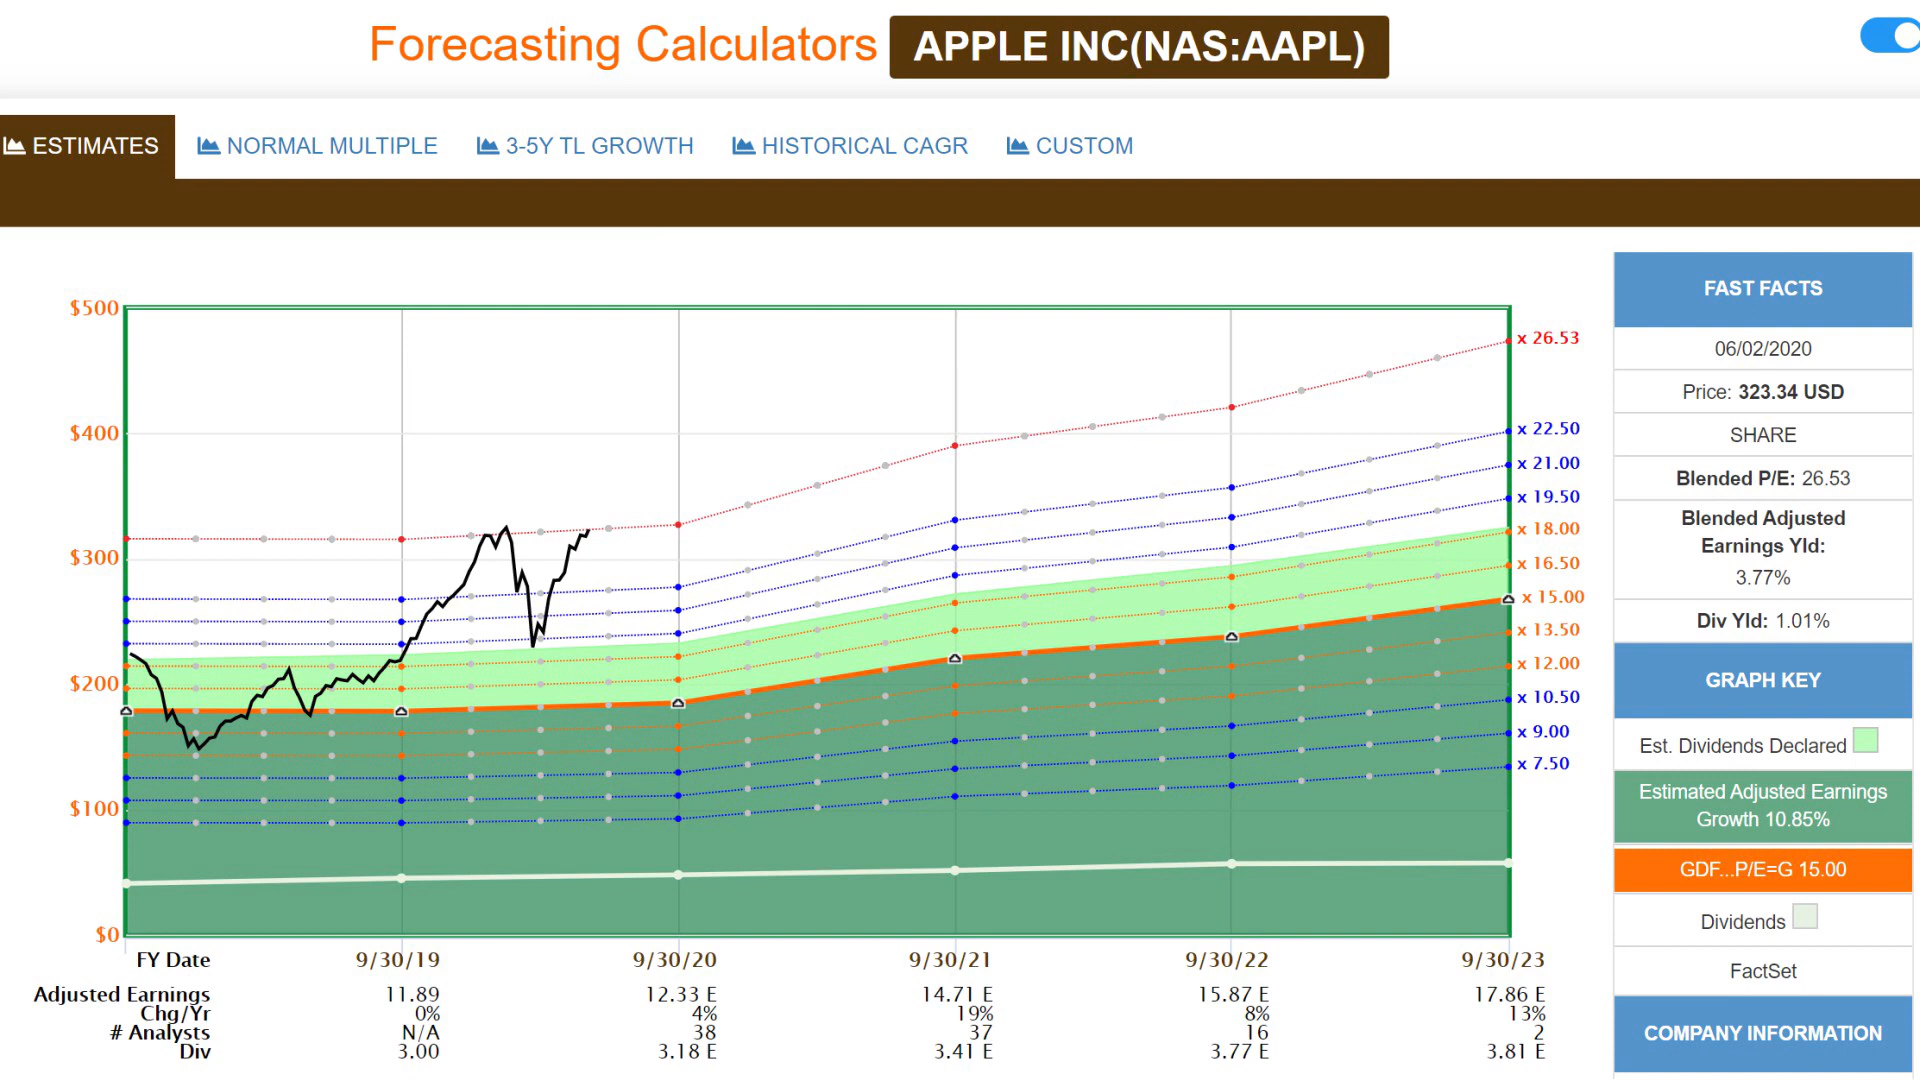 Forecasting Calculators APPLE INC(NAS:AAPL)
ESTIMATES NORMAL MULTIPLE 3-5Y TL GROWTH HISTORICAL CAGR CUSTOM
$500
$400
$300
$200
$100
$0
x 26.53
x 22.50
x 21.00
x 19.50
x 18.00
x 16.50
x 15.00
x 13.50
x 12.00
x 10.50
x 9.00
x 7.50
FY Date 9/30/19 9/30/20 9/30/21 9/30/22 9/30/23
Adjusted Earnings 11.89 12.33 E 14.71 E 15.87 E 17.86 E
Chg/Yr 0% 4% 19% 8% 13%
# Analysts N/A 38 37 16 2
Div 3.00 3.18 E 3.41 E 3.77 E 3.81 E
FAST FACTS
06/02/2020
Price: 323.34 USD
SHARE
Blended P/E: 26.53
Blended Adjusted
Earnings Yld:
3.77%
Div Yld: 1.01%
GRAPH KEY
Est. Dividends Declared
Estimated Adjusted Earnings
Growth 10.85%
GDF...P/E=G 15.00
Dividends
FactSet
COMPANY INFORMATION